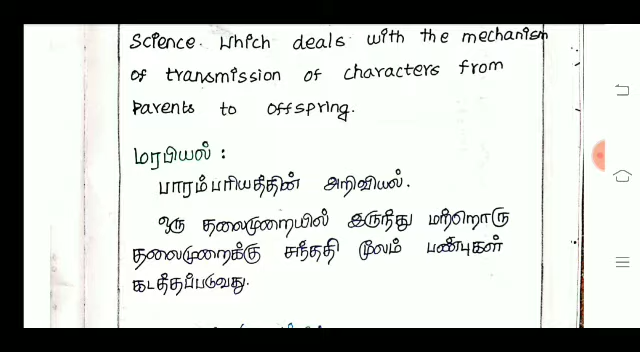 Science. Which deals with the mechanism
of transmission of characters from
Parents to offspring.
மரபியல் :
பாரம்பரியத்தின் அறிவியல்.
ஒரு தலைமுறையில் இருந்து மற்றொரு
தலைமுறைக்கு சந்ததி மூலம் பண்புகள்
கடத்தப்படுவது.